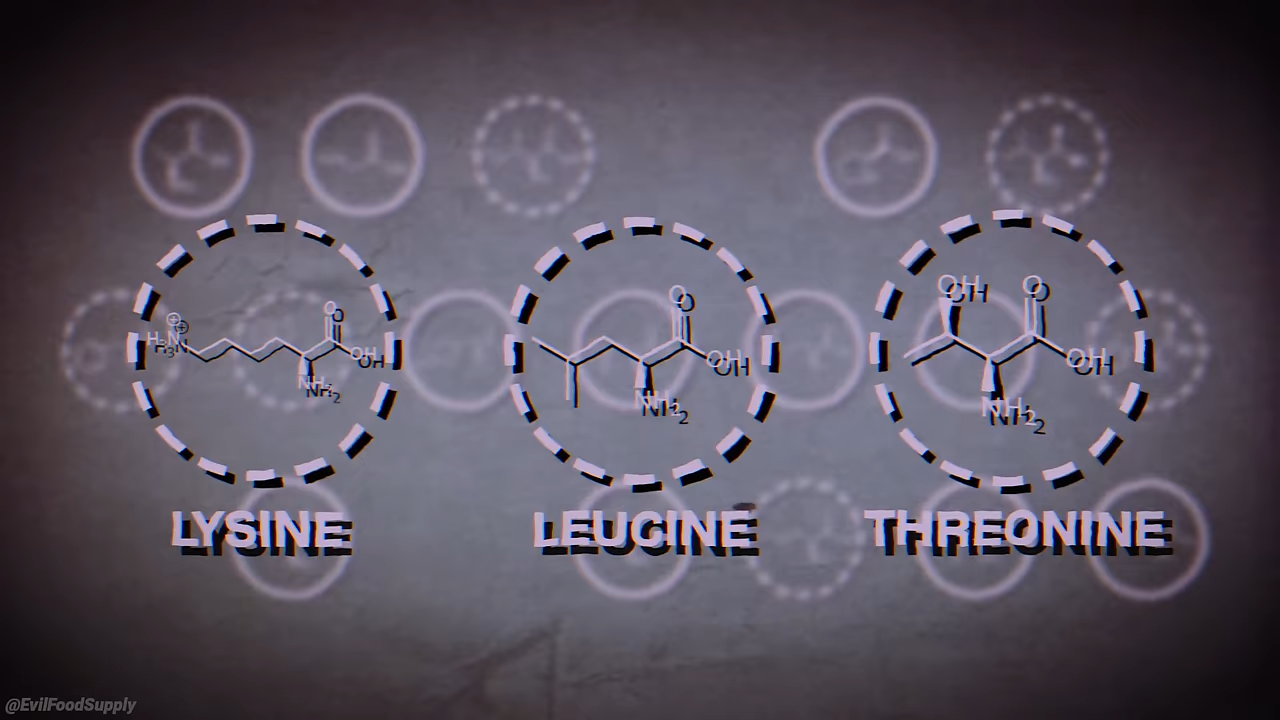 OH
O
O
O
H₃N⊕
OH
OH
OH
NH₂
NH₂
NH₂
LYSINE
LEUCINE
THREONINE
@EvilFoodSupply